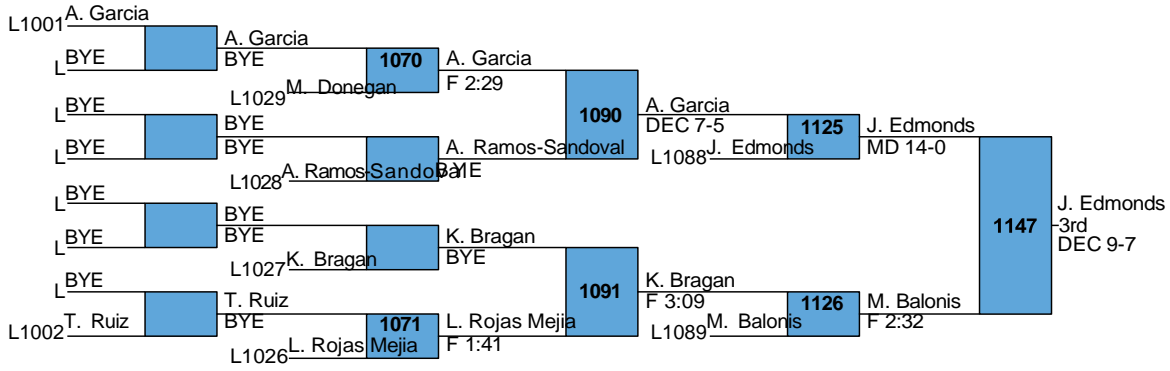 L1001 A. Garcia
L BYE
A. Garcia
BYE
1070
L1029 M. Donegan
A. Garcia
F 2:29
L BYE
L BYE
BYE
BYE
L1028 A. Ramos-Sandoval
A. Ramos-Sandoval
BYE
1090
A. Garcia
DEC 7-5
L1088 J. Edmonds
1125
J. Edmonds
MD 14-0
L BYE
L BYE
BYE
BYE
L1027 K. Bragan
K. Bragan
BYE
L BYE
L1002 T. Ruiz
T. Ruiz
BYE
1071
L1026 L. Rojas Mejia
L. Rojas Mejia
F 1:41
1091
K. Bragan
F 3:09
L1089 M. Balonis
1126
M. Balonis
F 2:32
1147
J. Edmonds
3rd
DEC 9-7